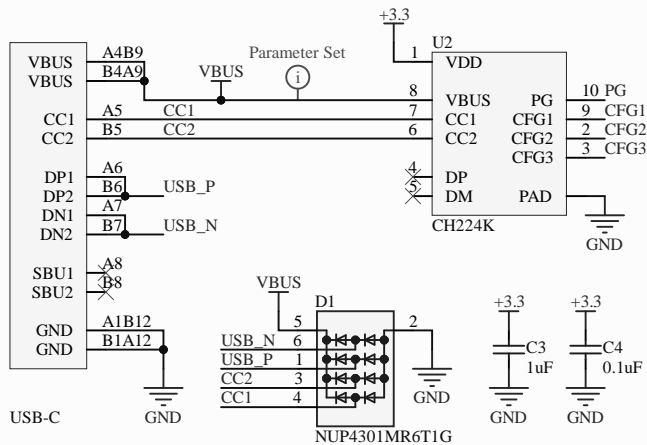 +3.3
U2
A4B9
VBUS
B4A9
VBUS
Parameter Set
VBUS
i
1 VDD
8 VBUS
7 CC1
6 CC2
4 DP
5 DM
PG 10 PG
CFG1 9 CFG1
CFG2 2 CFG2
CFG3 3 CFG3
PAD
GND
CH224K
CC1 A5 CC1
CC2 B5 CC2
DP1 A6
DP2 B6 USB_P
DN1 A7
DN2 B7 USB_N
SBU1 A8
SBU2 B8
GND A1B12
GND B1A12
GND
USB-C
VBUS
D1
5
2
USB_N 6
USB_P 1
CC2 3
CC1 4
GND
NUP4301MR6T1G
+3.3
C3
1uF
GND
+3.3
C4
0.1uF
GND